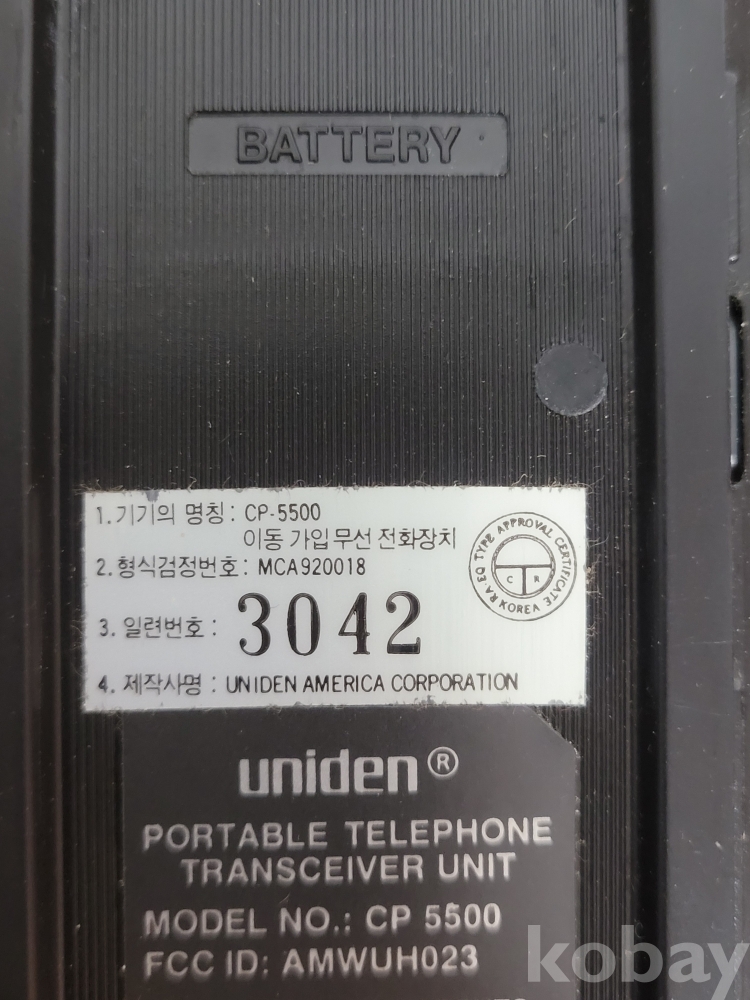 BATTERY
1.기기의 명칭 : CP-5500
이동 가입 무선 전화장치
2.형식검정번호 : MCA920018
3. 일련번호 : 3042
4. 제작사명 : UNIDEN AMERICA CORPORATION
RA·EQ TYPE APPROVAL CERTIFICATE
C R
KOREA
uniden®
PORTABLE TELEPHONE
TRANSCEIVER UNIT
MODEL NO.: CP 5500
FCC ID: AMWUH023
kobay